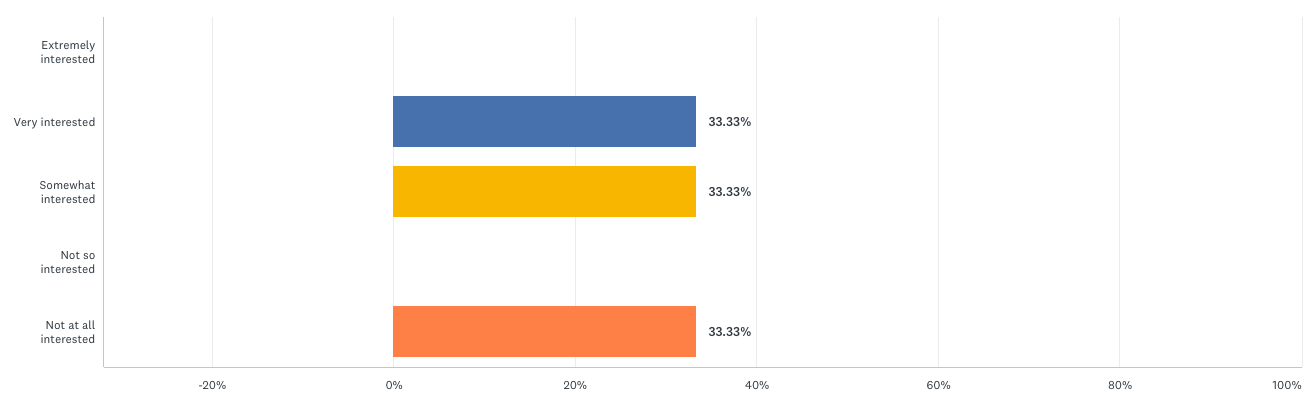 Extremely
interested
Very interested
33.33%
Somewhat
interested
33.33%
Not so
interested
Not at all
interested
33.33%
-20%
0%
20%
40%
60%
80%
100%